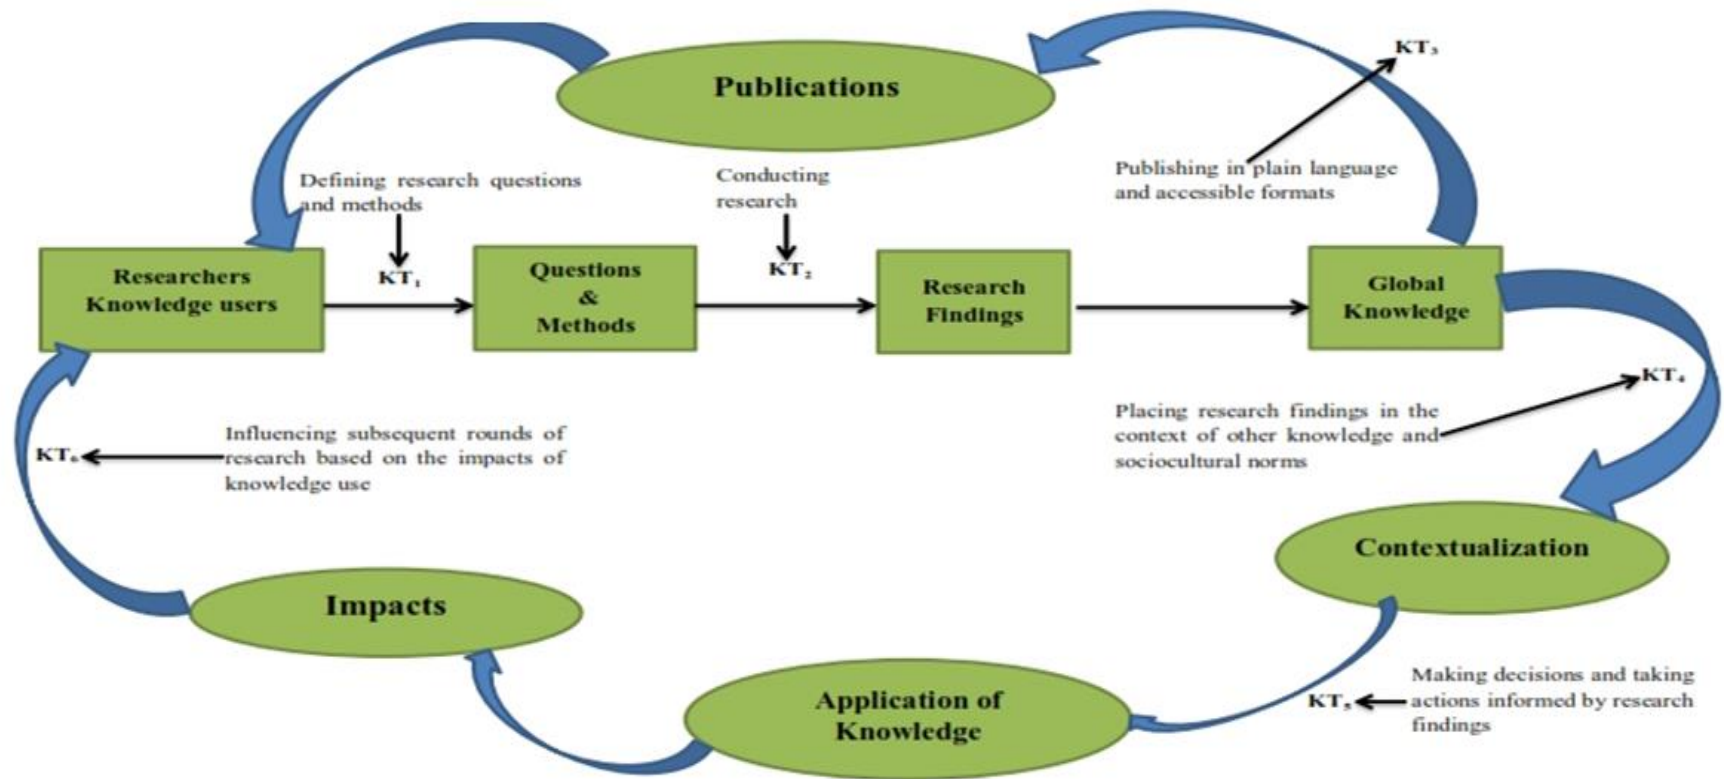 Publications
KT₃
Defining research questions
and methods
Conducting
research
Publishing in plain language
and accessible formats
Researchers
Knowledge users
KT₁
Questions
&
Methods
KT₂
Research
Findings
Global
Knowledge
KT₄
Placing research findings in the
context of other knowledge and
sociocultural norms
Influencing subsequent rounds of
research based on the impacts of
knowledge use
KT₆
Contextualization
Impacts
Application of
Knowledge
KT₅
Making decisions and taking
actions informed by research
findings